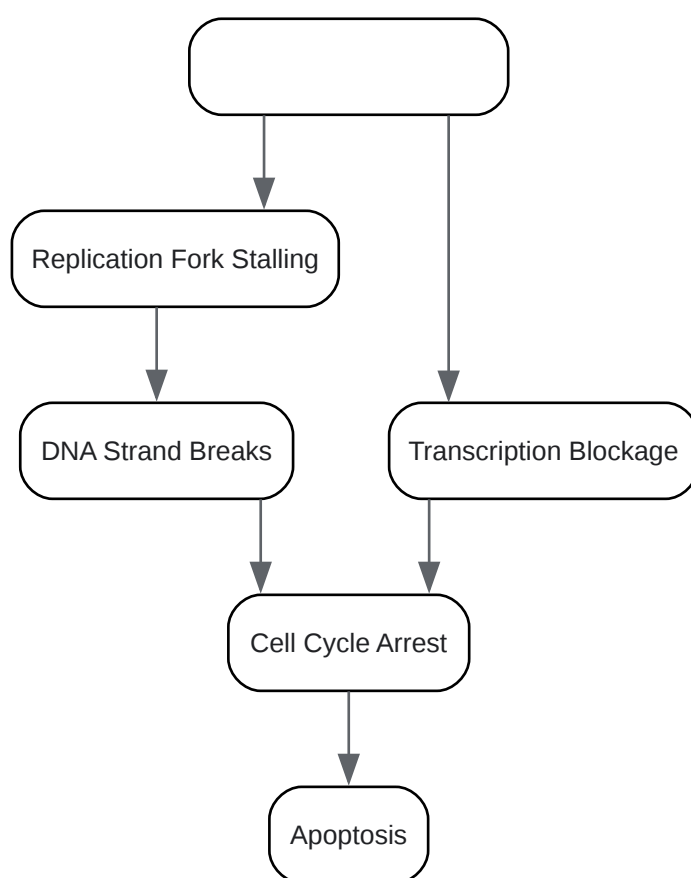 Replication Fork Stalling
DNA Strand Breaks
Transcription Blockage
Cell Cycle Arrest
Apoptosis